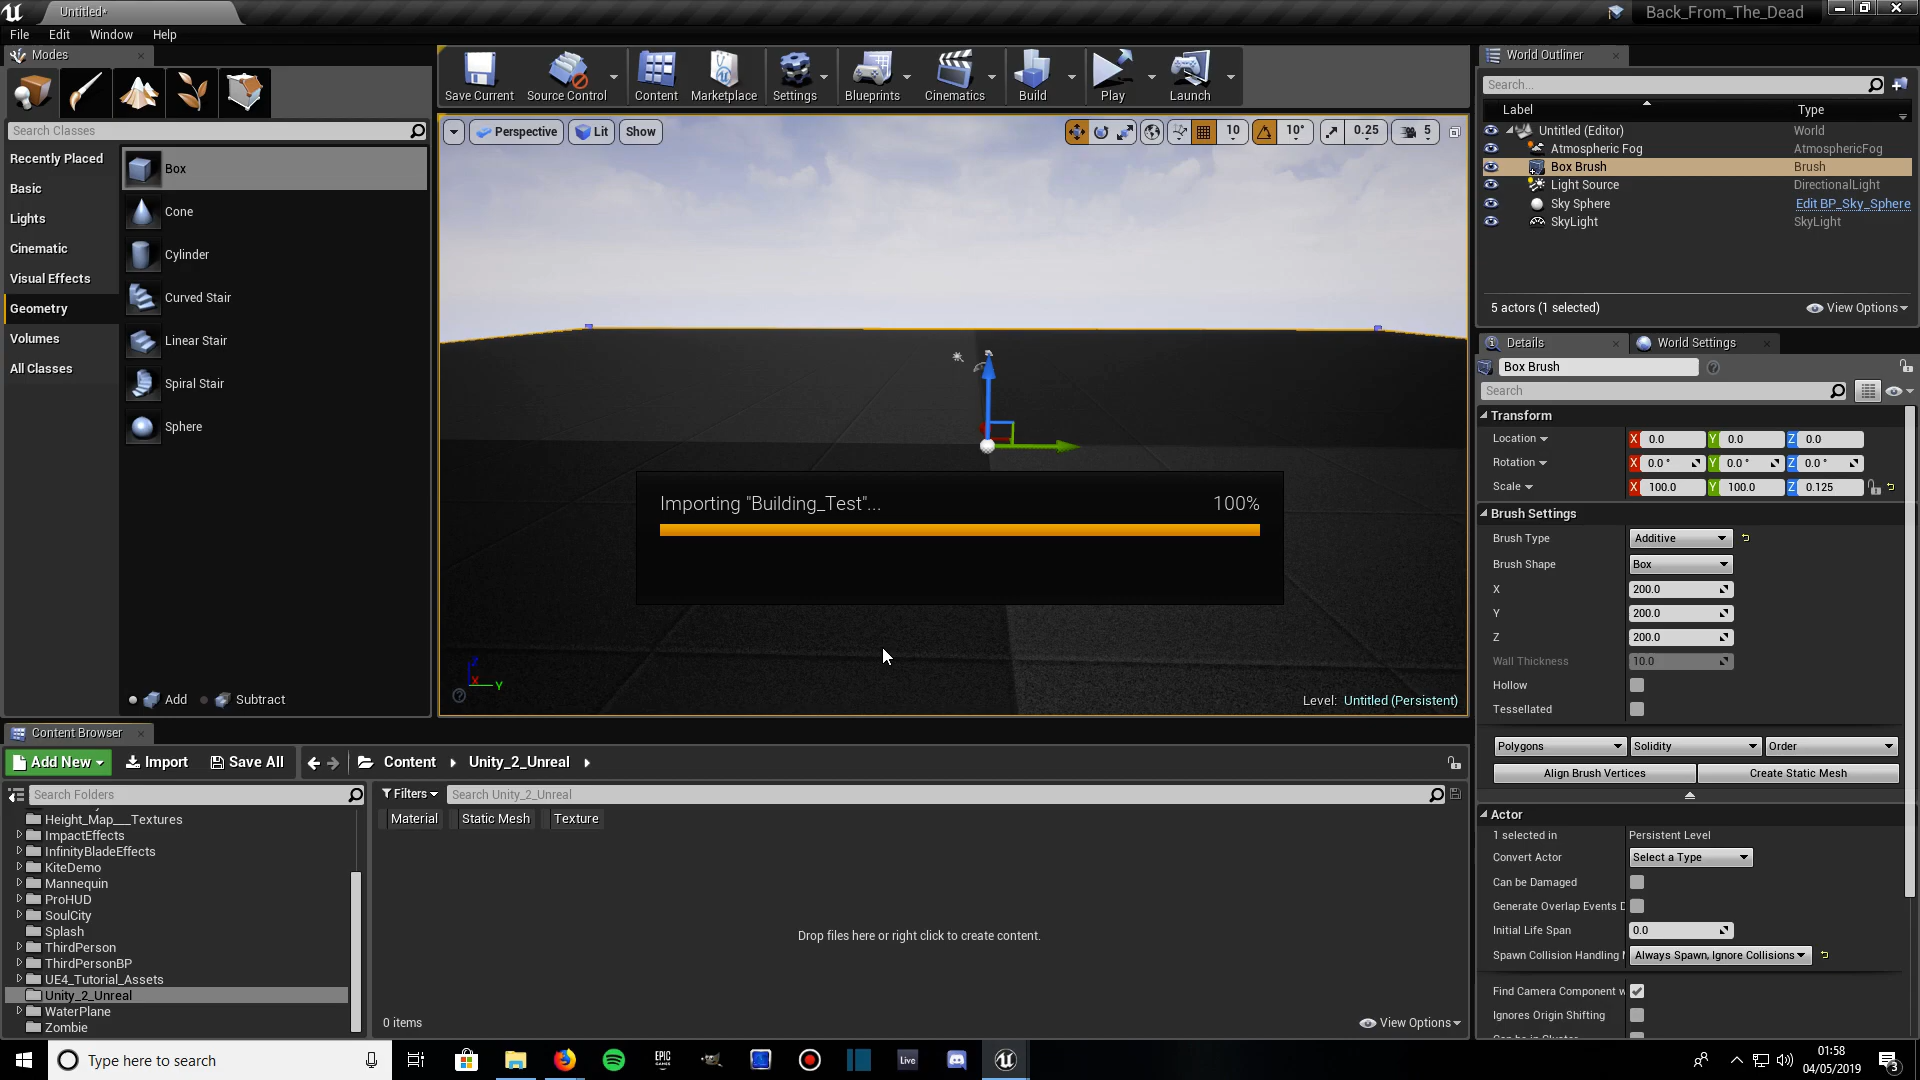 Untitled*
Back_From_The_Dead
File Edit Window Help
Modes
Search Classes
Recently Placed
Basic
Lights
Cinematic
Visual Effects
Geometry
Volumes
All Classes
Box
Cone
Cylinder
Curved Stair
Linear Stair
Spiral Stair
Sphere
Add Subtract
Save Current Source Control Content Marketplace Settings Blueprints Cinematics Build Play Launch
Perspective Lit Show 10 10° 0.25 5
Importing "Building_Test"... 100%
Z
X
Y
Level: Untitled (Persistent)
World Outliner
Search...
Label Type
Untitled (Editor) World
Atmospheric Fog AtmosphericFog
Box Brush Brush
Light Source DirectionalLight
Sky Sphere Edit BP_Sky_Sphere
SkyLight SkyLight
5 actors (1 selected) View Options
Details World Settings
Box Brush
Search
Transform
Location X 0.0 Y 0.0 Z 0.0
Rotation X 0.0 ° Y 0.0 ° Z 0.0 °
Scale X 100.0 Y 100.0 Z 0.125
Brush Settings
Brush Type Additive
Brush Shape Box
X 200.0
Y 200.0
Z 200.0
Wall Thickness 10.0
Hollow
Tessellated
Polygons Solidity Order
Align Brush Vertices Create Static Mesh
Actor
1 selected in Persistent Level
Convert Actor Select a Type
Can be Damaged
Generate Overlap Events D
Initial Life Span 0.0
Spawn Collision Handling Always Spawn, Ignore Collisions
Find Camera Component w
Ignores Origin Shifting
Content Browser
Add New Import Save All Content Unity_2_Unreal
Search Folders
Height_Map___Textures
ImpactEffects
InfinityBladeEffects
KiteDemo
Mannequin
ProHUD
SoulCity
Splash
ThirdPerson
ThirdPersonBP
UE4_Tutorial_Assets
Unity_2_Unreal
WaterPlane
Zombie
Filters Search Unity_2_Unreal
Material Static Mesh Texture
Drop files here or right click to create content.
0 items View Options
Type here to search
EPIC GAMES
Live
01:58
04/05/2019
3